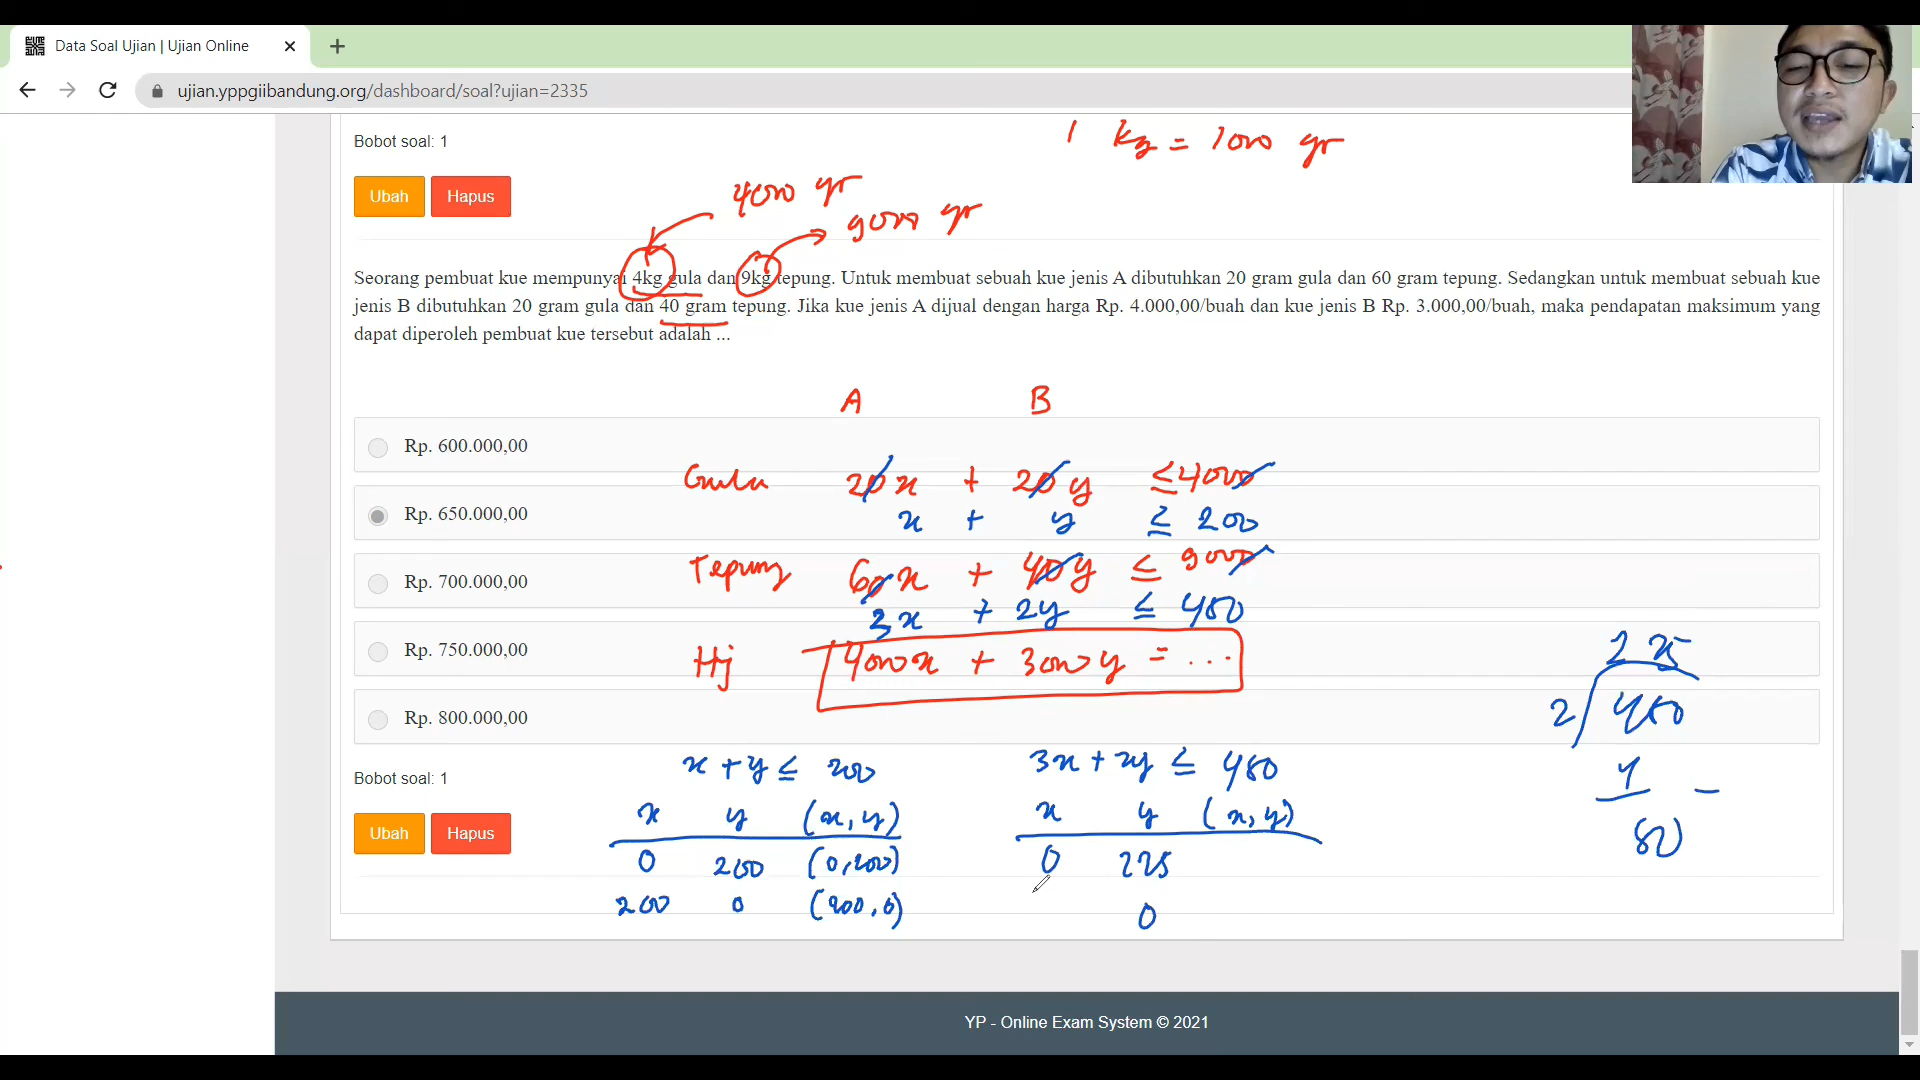 Data Soal Ujian | Ujian Online
ujian.yppgiibandung.org/dashboard/soal?ujian=2335
Bobot soal: 1
1 kg = 1000 gr
Ubah Hapus
4000 gr
9000 gr
Seorang pembuat kue mempunyai 4kg gula dan 9kg tepung. Untuk membuat sebuah kue jenis A dibutuhkan 20 gram gula dan 60 gram tepung. Sedangkan untuk membuat sebuah kue
jenis B dibutuhkan 20 gram gula dan 40 gram tepung. Jika kue jenis A dijual dengan harga Rp. 4.000,00/buah dan kue jenis B Rp. 3.000,00/buah, maka pendapatan maksimum yang
dapat diperoleh pembuat kue tersebut adalah ...
A B
Rp. 600.000,00
Gula 20x + 20y ≤ 4000
Rp. 650.000,00
x + y ≤ 200
Tepung 60x + 40y ≤ 9000
Rp. 700.000,00
3x + 2y ≤ 450
Rp. 750.000,00
Hj 4000x + 3000y = ...
Rp. 800.000,00
2 25
2 450
4 -
50
x + y ≤ 200
3x + 2y ≤ 450
Bobot soal: 1
x y (x, y)
x y (x, y)
Ubah Hapus
0 200 (0, 200)
0 225
200 0 (200, 0)
0
YP - Online Exam System © 2021